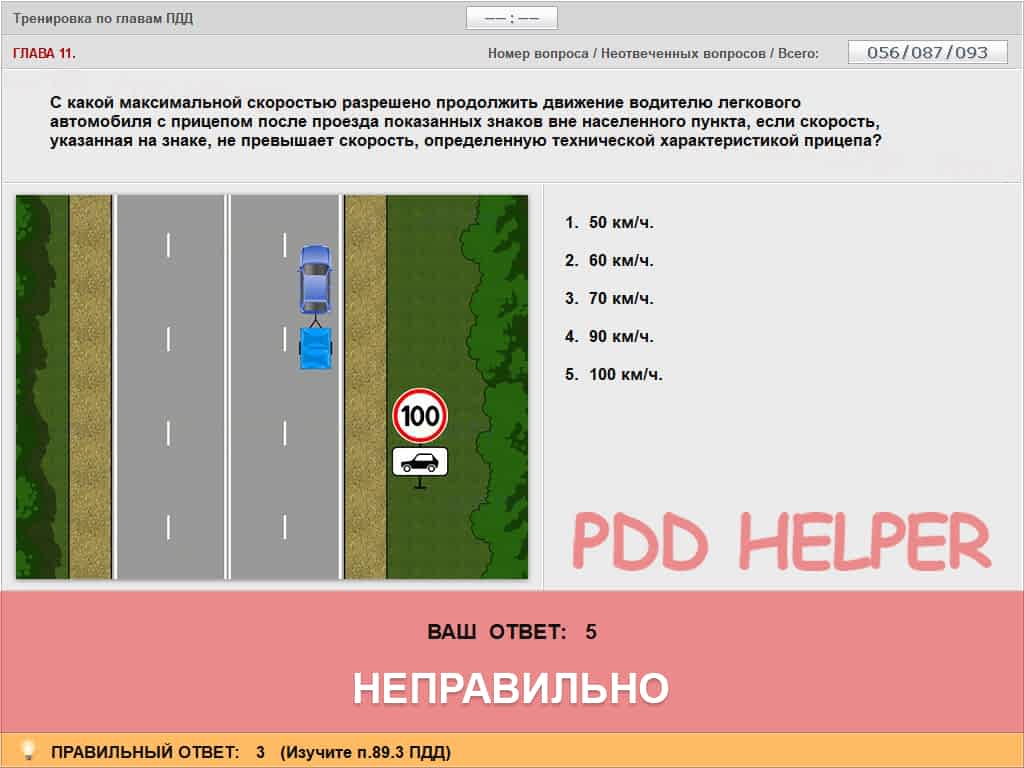 Тренировка по главам ПДД
—— : ——
ГЛАВА 11.
Номер вопроса / Неотвеченных вопросов / Всего: 056/087/093
С какой максимальной скоростью разрешено продолжить движение водителю легкового
автомобиля с прицепом после проезда показанных знаков вне населенного пункта, если скорость,
указанная на знаке, не превышает скорость, определенную технической характеристикой прицепа?
1. 50 км/ч.
2. 60 км/ч.
3. 70 км/ч.
4. 90 км/ч.
5. 100 км/ч.
100
PDD HELPER
ВАШ ОТВЕТ: 5
НЕПРАВИЛЬНО
ПРАВИЛЬНЫЙ ОТВЕТ: 3 (Изучите п.89.3 ПДД)